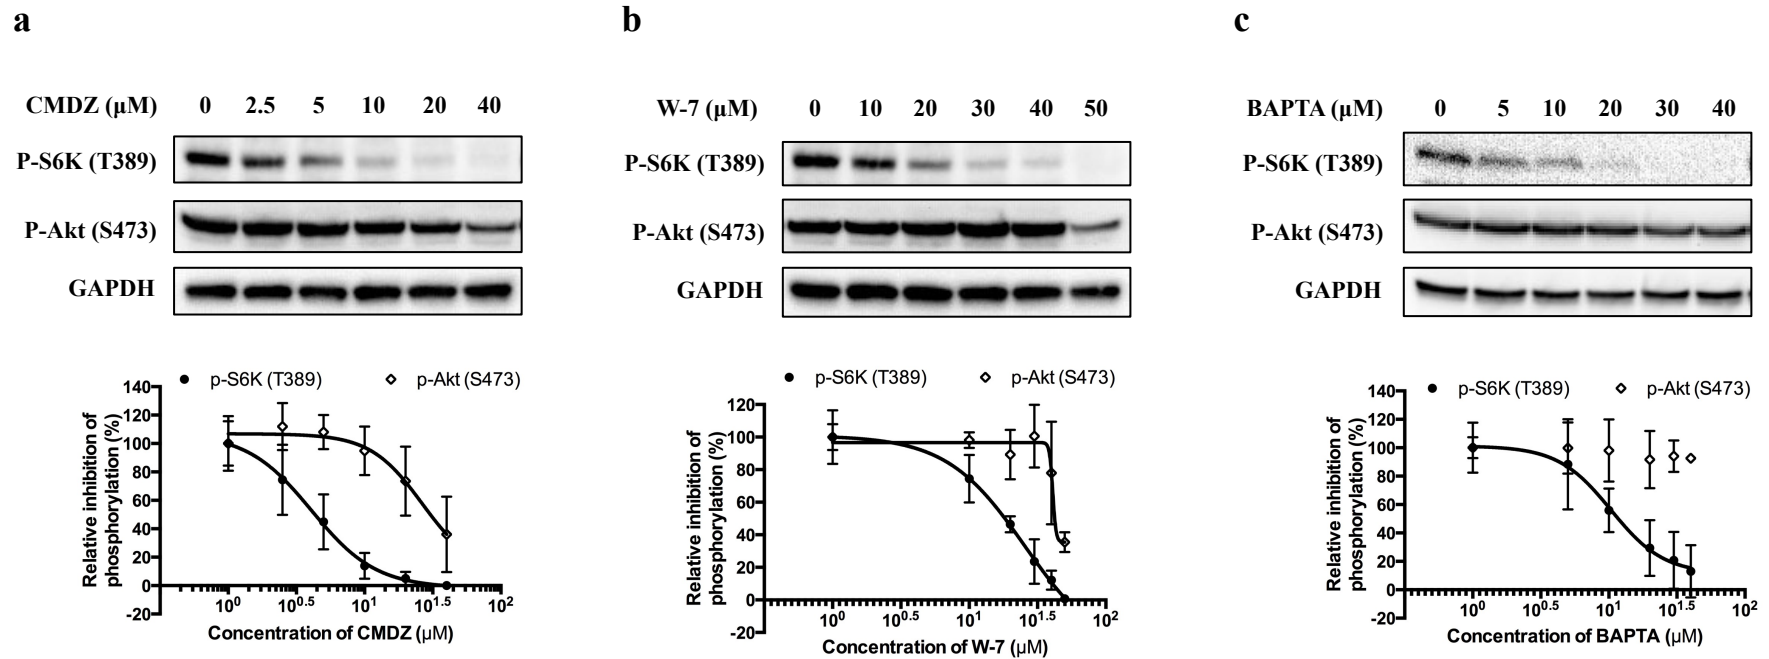 a
CMDZ (μM) 0 2.5 5 10 20 40
P-S6K (T389)
P-Akt (S473)
GAPDH
p-S6K (T389) p-Akt (S473)
Relative inhibition of
phosphorylation (%)
140
120
100
80
60
40
20
0
-20
10^0 10^0.5 10^1 10^1.5 10^2
Concentration of CMDZ (μM)
b
W-7 (μM) 0 10 20 30 40 50
P-S6K (T389)
P-Akt (S473)
GAPDH
p-S6K (T389) p-Akt (S473)
Relative inhibition of
phosphorylation (%)
120
100
80
60
40
20
0
-20
10^0 10^0.5 10^1 10^1.5 10^2
Concentration of W-7 (μM)
c
BAPTA (μM) 0 5 10 20 30 40
P-S6K (T389)
P-Akt (S473)
GAPDH
p-S6K (T389) p-Akt (S473)
Relative inhibition of
phosphorylation (%)
140
120
100
80
60
40
20
0
-20
10^0 10^0.5 10^1 10^1.5 10^2
Concentration of BAPTA (μM)